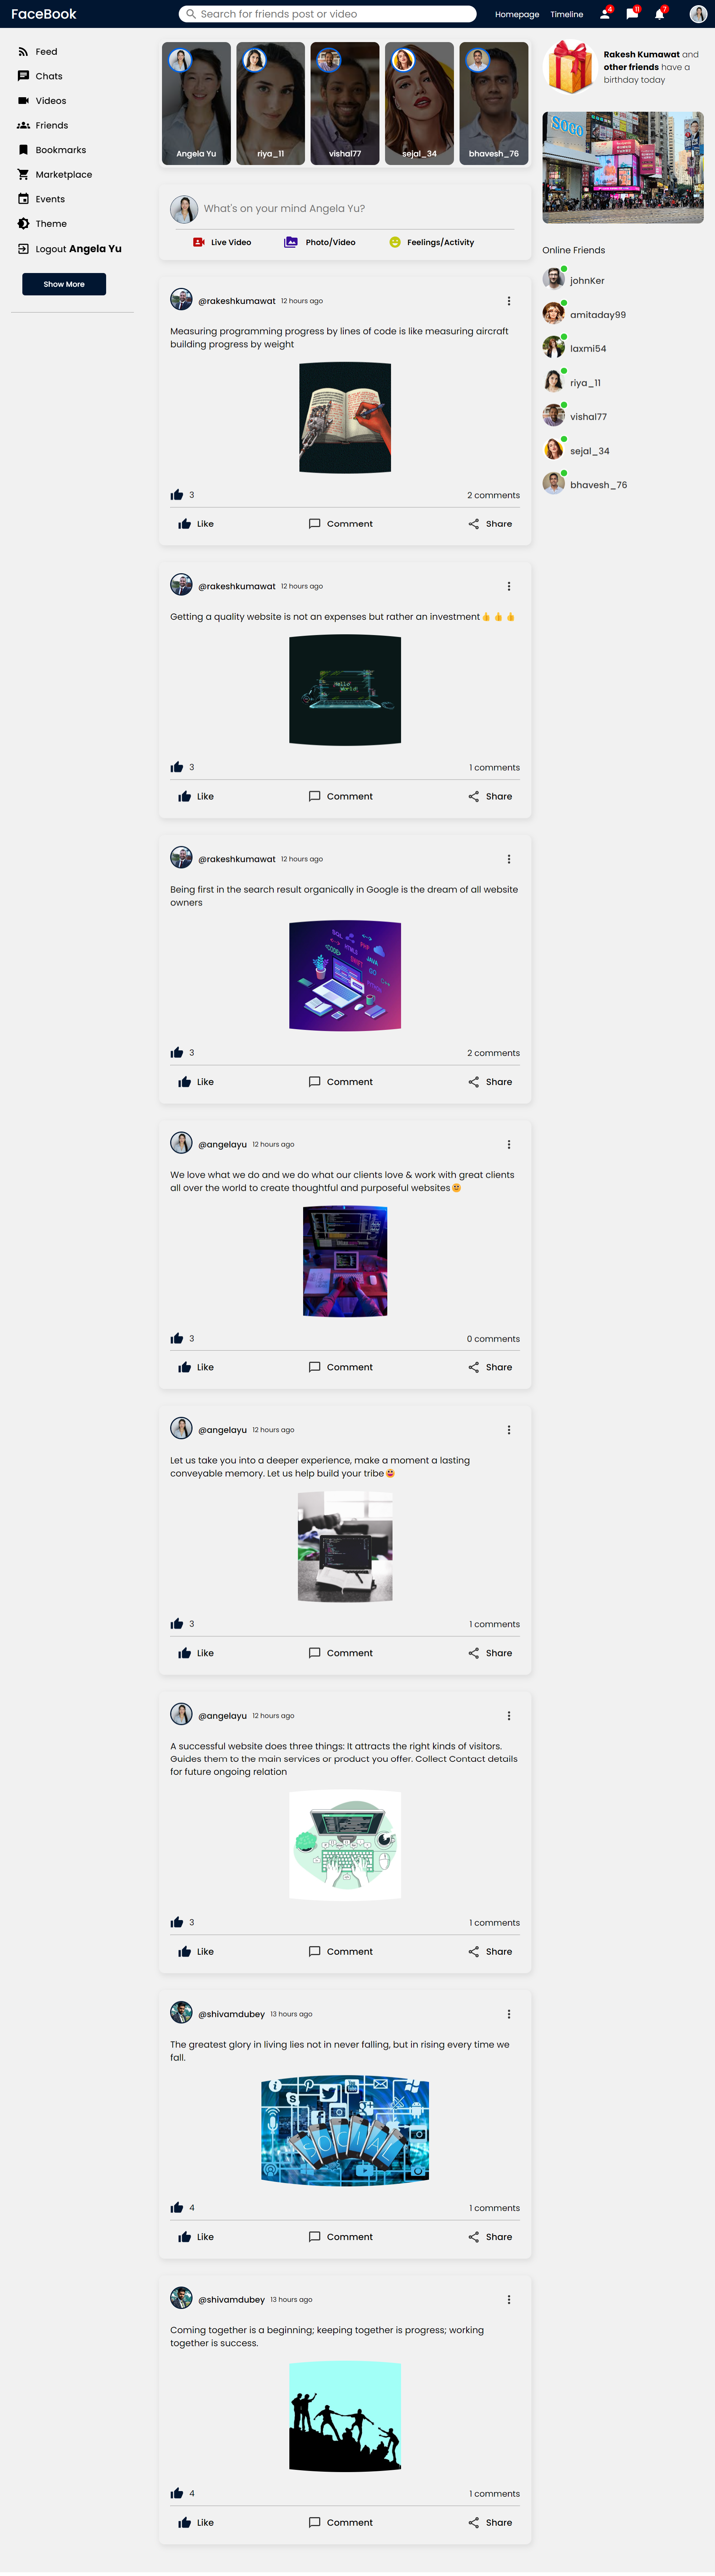 FaceBook
Search for friends post or video
Homepage
Timeline
4
11
7
Feed
Chats
Videos
Friends
Bookmarks
Marketplace
Events
Theme
Logout Angela Yu
Show More
Angela Yu
riya_11
vishal77
sejal_34
bhavesh_76
What's on your mind Angela Yu?
Live Video
Photo/Video
Feelings/Activity
@rakeshkumawat 12 hours ago
Measuring programming progress by lines of code is like measuring aircraft
building progress by weight
3
2 comments
Like
Comment
Share
@rakeshkumawat 12 hours ago
Getting a quality website is not an expenses but rather an investment👍👍👍
Hello
World
3
1 comments
Like
Comment
Share
@rakeshkumawat 12 hours ago
Being first in the search result organically in Google is the dream of all website
owners
SQL
HTML5
PHP
<CODE>
JAVA
GO
C++
3
2 comments
Like
Comment
Share
@angelayu 12 hours ago
We love what we do and we do what our clients love & work with great clients
all over the world to create thoughtful and purposeful websites
3
0 comments
Like
Comment
Share
@angelayu 12 hours ago
Let us take you into a deeper experience, make a moment a lasting
conveyable memory. Let us help build your tribe
3
1 comments
Like
Comment
Share
@angelayu 12 hours ago
A successful website does three things: It attracts the right kinds of visitors.
Guides them to the main services or product you offer. Collect Contact details
for future ongoing relation
3
1 comments
Like
Comment
Share
@shivamdubey 13 hours ago
The greatest glory in living lies not in never falling, but in rising every time we
fall.
SOCIAL
4
1 comments
Like
Comment
Share
@shivamdubey 13 hours ago
Coming together is a beginning; keeping together is progress; working
together is success.
4
1 comments
Like
Comment
Share
Rakesh Kumawat and
other friends have a
birthday today
SOGO
Online Friends
johnKer
amitaday99
laxmi54
riya_11
vishal77
sejal_34
bhavesh_76